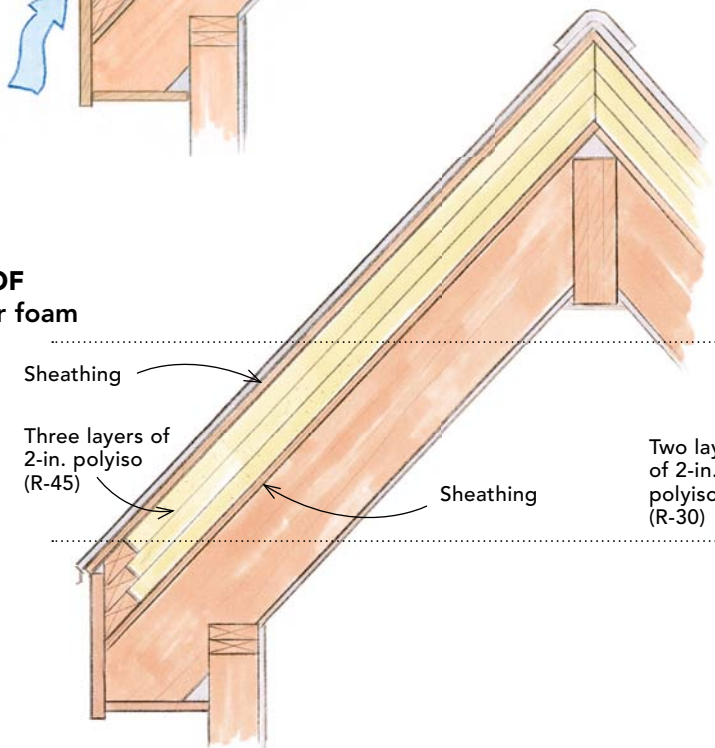 OF
r foam
Sheathing
Three layers of
2-in. polyiso
(R-45)
Sheathing
Two lay
of 2-in.
polyiso
(R-30)